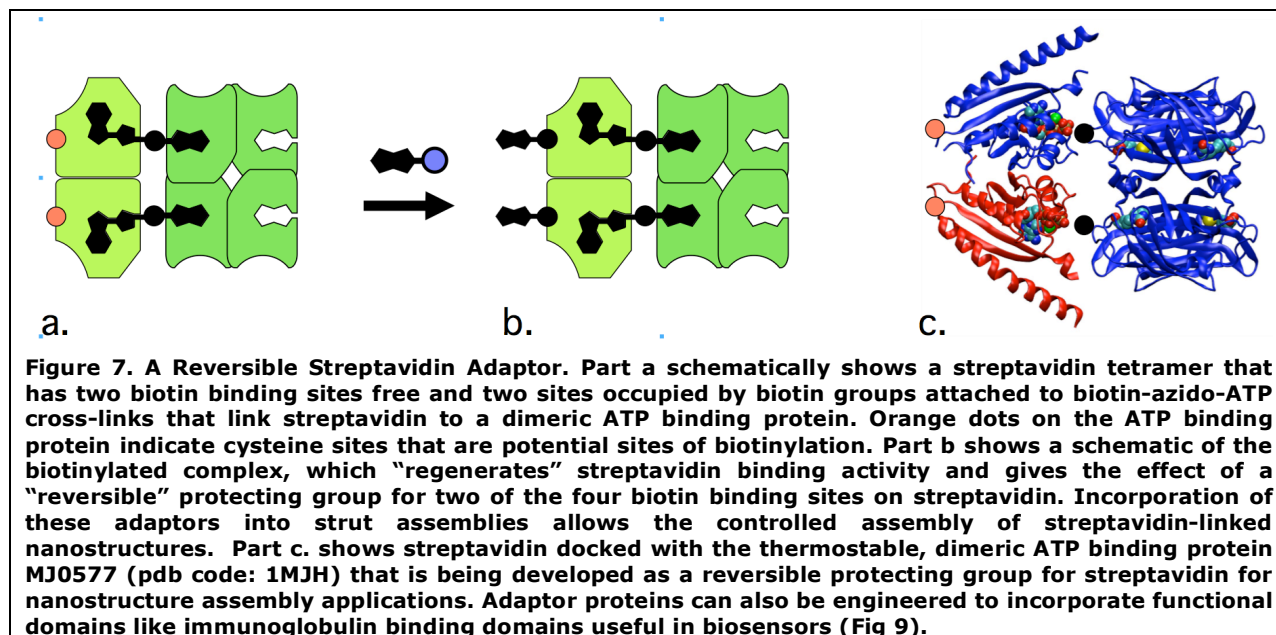 a.
b.
c.
Figure 7. A Reversible Streptavidin Adaptor. Part a schematically shows a streptavidin tetramer that
has two biotin binding sites free and two sites occupied by biotin groups attached to biotin-azido-ATP
cross-links that link streptavidin to a dimeric ATP binding protein. Orange dots on the ATP binding
protein indicate cysteine sites that are potential sites of biotinylation. Part b shows a schematic of the
biotinylated complex, which “regenerates” streptavidin binding activity and gives the effect of a
“reversible” protecting group for two of the four biotin binding sites on streptavidin. Incorporation of
these adaptors into strut assemblies allows the controlled assembly of streptavidin-linked
nanostructures. Part c. shows streptavidin docked with the thermostable, dimeric ATP binding protein
MJ0577 (pdb code: 1MJH) that is being developed as a reversible protecting group for streptavidin for
nanostructure assembly applications. Adaptor proteins can also be engineered to incorporate functional
domains like immunoglobulin binding domains useful in biosensors (Fig 9).